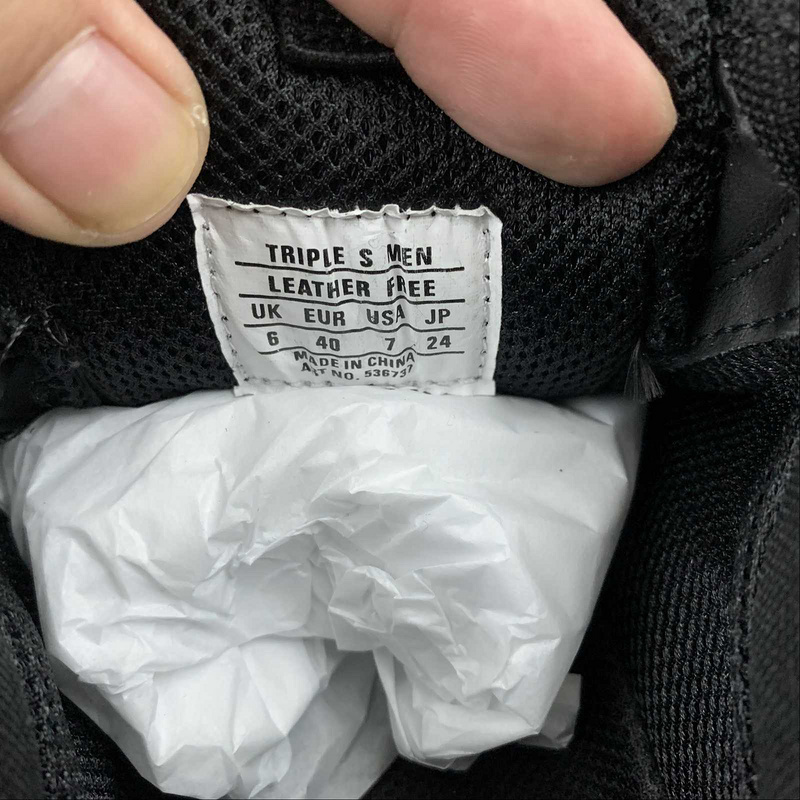 TRIPLE S MEN
LEATHER FREE
UK EUR USA JP
6 40 7 24
MADE IN CHINA
ART NO. 536737